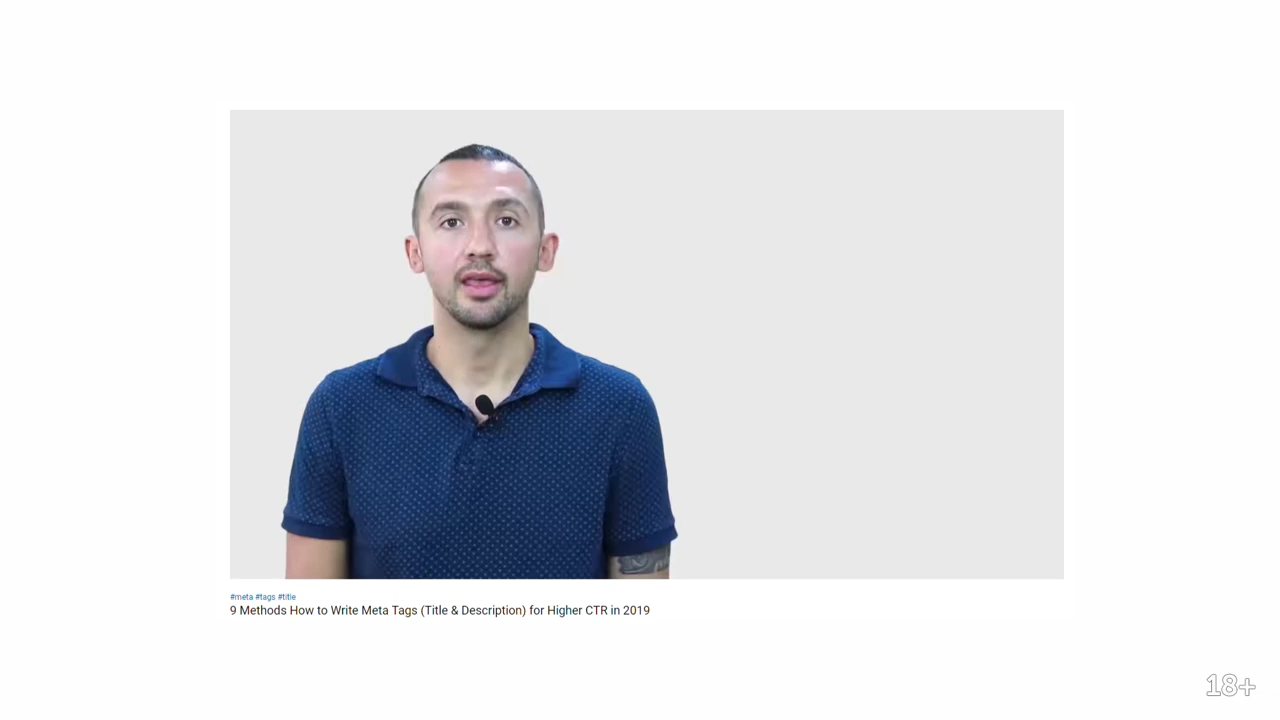 #meta #tags #title
9 Methods How to Write Meta Tags (Title & Description) for Higher CTR in 2019
18+